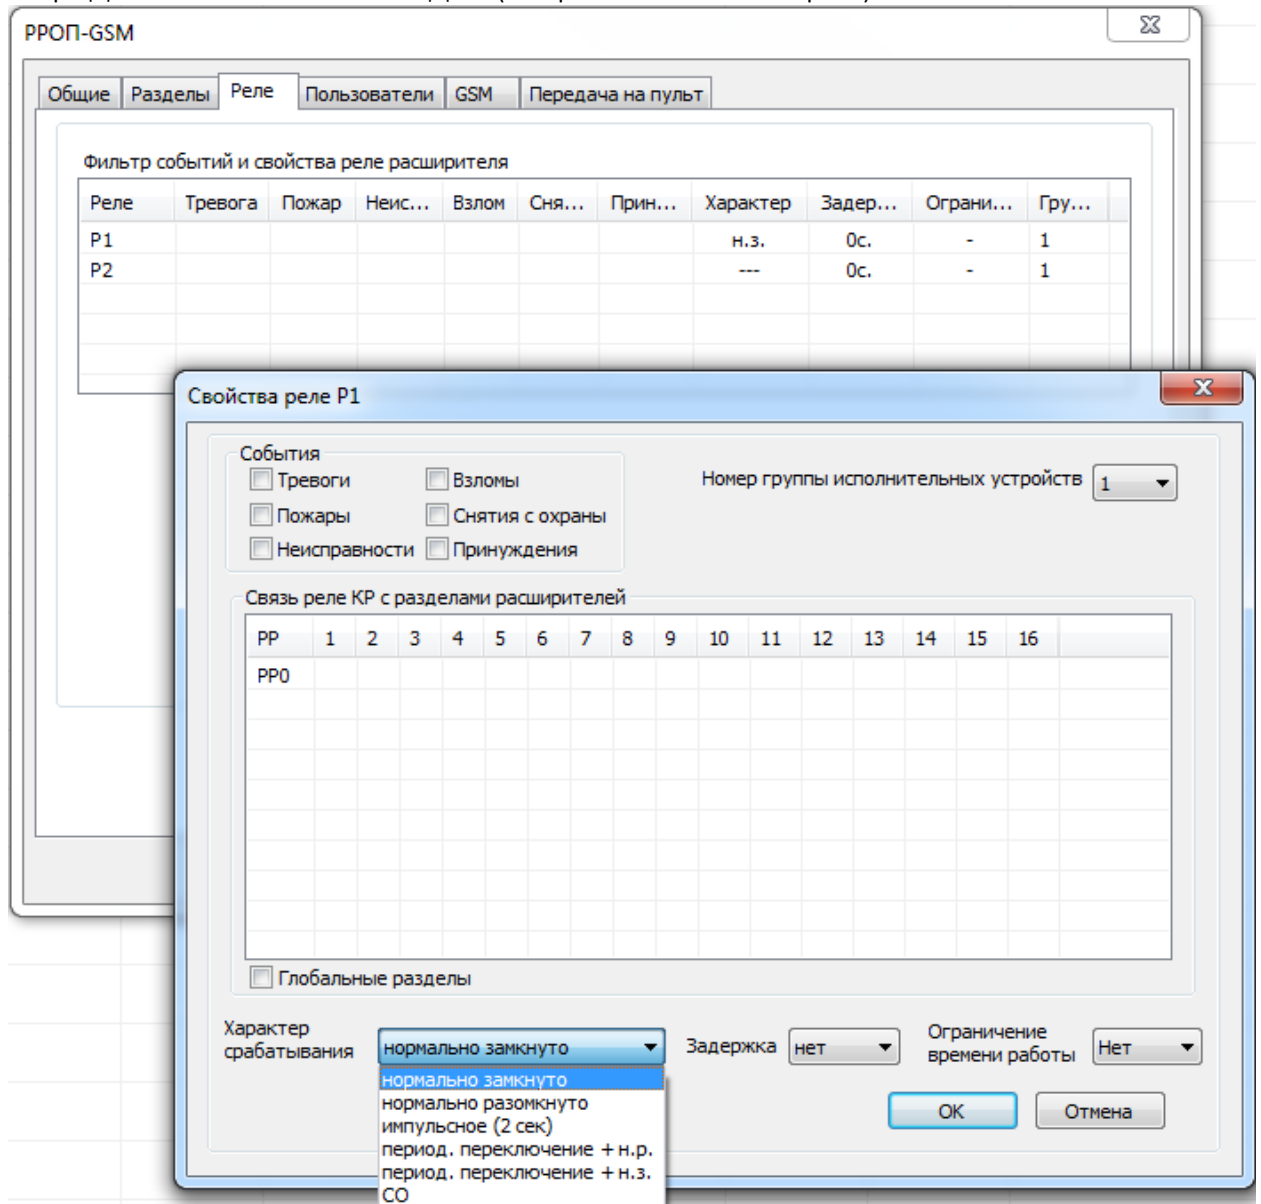 РРОП-GSM
Общие Разделы Реле Пользователи GSM Передача на пульт
Фильтр событий и свойства реле расширителя
Реле Тревога Пожар Неис... Взлом Сня... Прин... Характер Задер... Ограни... Гру...
Р1 н.з. 0с. - 1
Р2 --- 0с. - 1
Свойства реле Р1
События
Тревоги Взломы
Номер группы исполнительных устройств 1
Пожары Снятия с охраны
Неисправности Принуждения
Связь реле КР с разделами расширителей
РР 1 2 3 4 5 6 7 8 9 10 11 12 13 14 15 16
РР0
Глобальные разделы
Характер срабатывания нормально замкнуто
Задержка нет
Ограничение времени работы Нет
нормально замкнуто
нормально разомкнуто
импульсное (2 сек)
период. переключение + н.р.
период. переключение + н.з.
СО
ОК Отмена